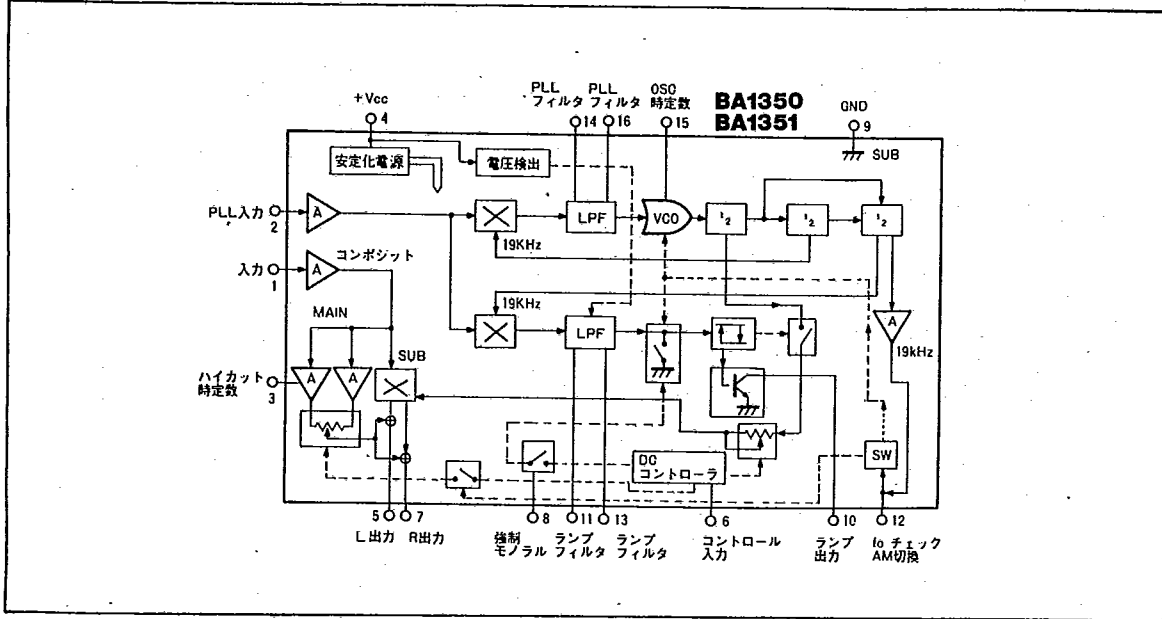 BA1350
BA1351
+Vcc
4
PLL
フィルタ
14
PLL
フィルタ
16
OSC
時定数
15
GND
9
SUB
安定化電源
電圧検出
PLL入力
2
A
LPF
VCO
1/2
1/2
1/2
19KHz
入力
1
A
コンポジット
19KHz
LPF
A
19kHz
MAIN
SUB
ハイカット
時定数
3
A
A
DC
コントローラ
SW
5
L出力
7
R出力
8
強制
モノラル
11
ランプ
フィルタ
13
ランプ
フィルタ
6
コントロール
入力
10
ランプ
出力
12
fo チェック
AM切換